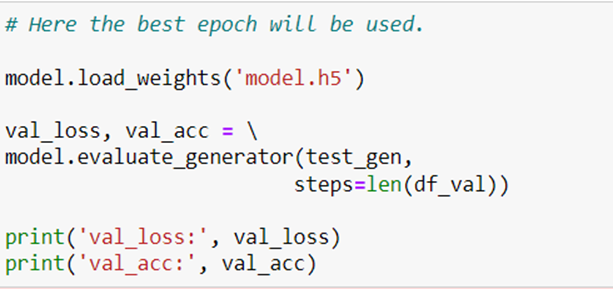 # Here the best epoch will be used.
model.load_weights('model.h5')
val_loss, val_acc = \
model.evaluate_generator(test_gen,
steps=len(df_val))
print('val_loss:', val_loss)
print('val_acc:', val_acc)